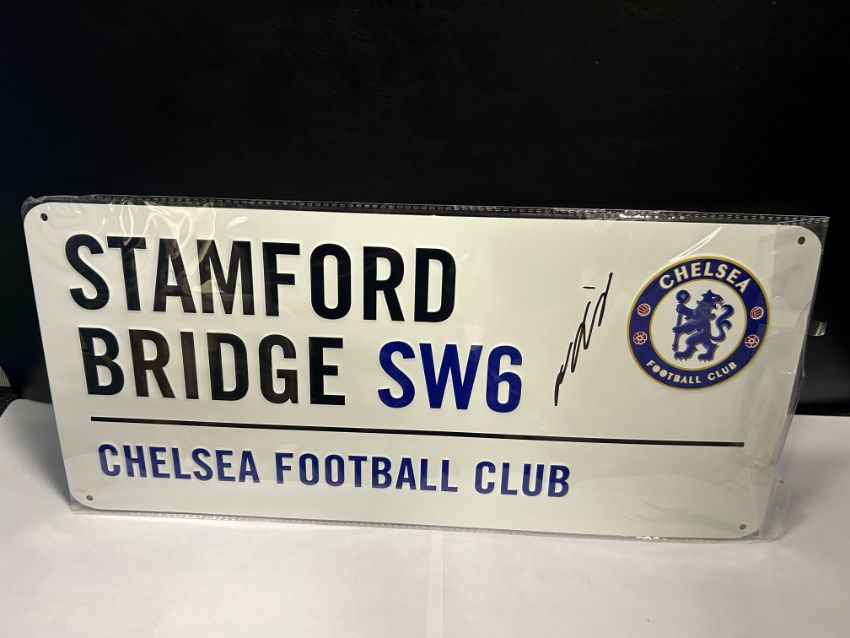 STAMFORD
BRIDGE SW6
CHELSEA FOOTBALL CLUB
CHELSEA
FOOTBALL CLUB